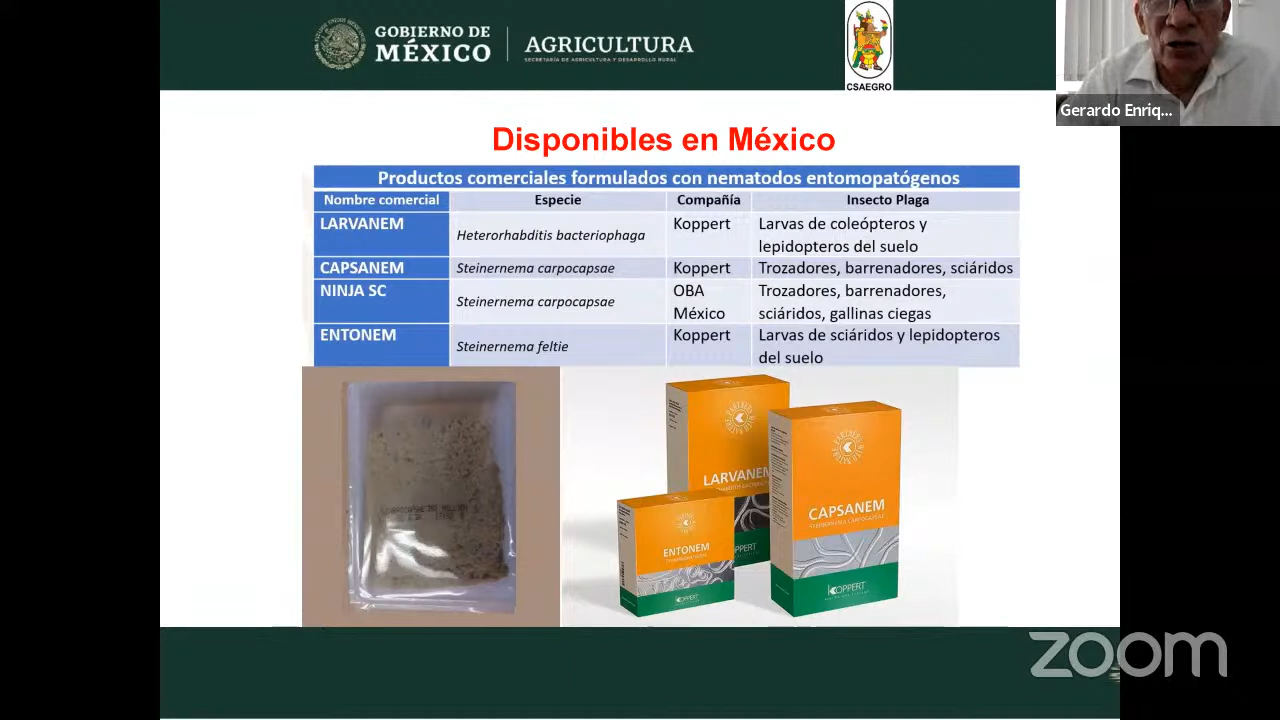 GOBIERNO DE
MÉXICO
AGRICULTURA
SECRETARÍA DE AGRICULTURA Y DESARROLLO RURAL
CSAEGRO
Gerardo Enriq...
Disponibles en México
Productos comerciales formulados con nematodos entomopatógenos
Nombre comercial Especie Compañía Insecto Plaga
LARVANEM Heterorhabditis bacteriophaga Koppert Larvas de coleópteros y
lepidopteros del suelo
CAPSANEM Steinernema carpocapsae Koppert Trozadores, barrenadores, sciáridos
NINJA SC Steinernema carpocapsae OBA Trozadores, barrenadores,
México sciáridos, gallinas ciegas
ENTONEM Steinernema feltie Koppert Larvas de sciáridos y lepidopteros
del suelo
LARVANEM
CAPSANEM
STEINERNEMA CARPOCAPSAE
ENTONEM
KOPPERT
KOPPERT
zoom